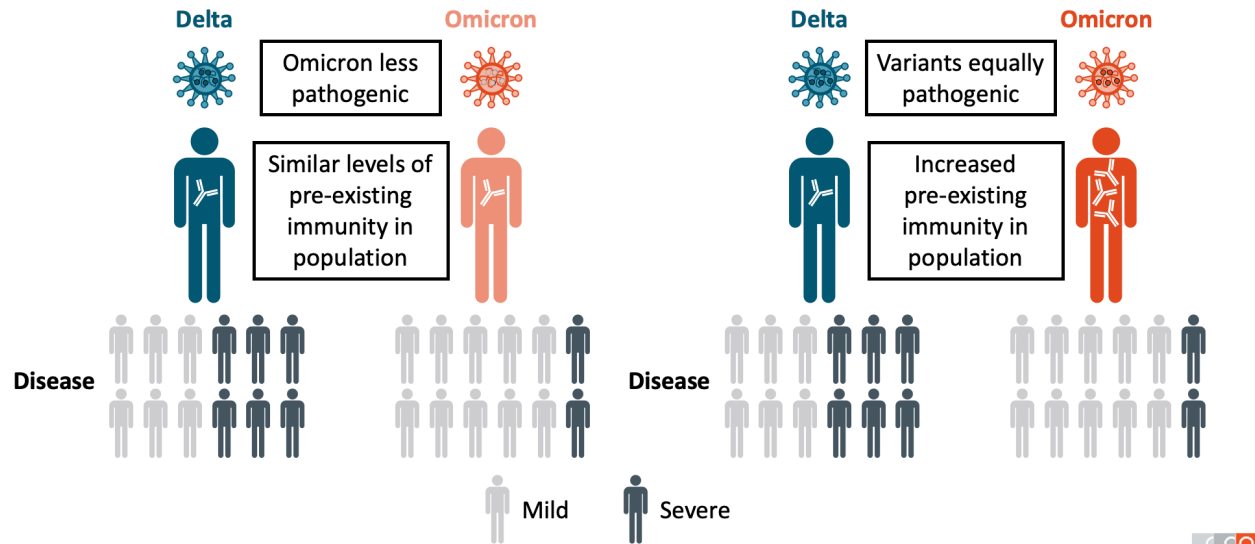 Delta
Omicron
Omicron less
pathogenic
Similar levels of
pre-existing
immunity in
population
Disease
Delta
Omicron
Variants equally
pathogenic
Increased
pre-existing
immunity in
population
Disease
Mild
Severe